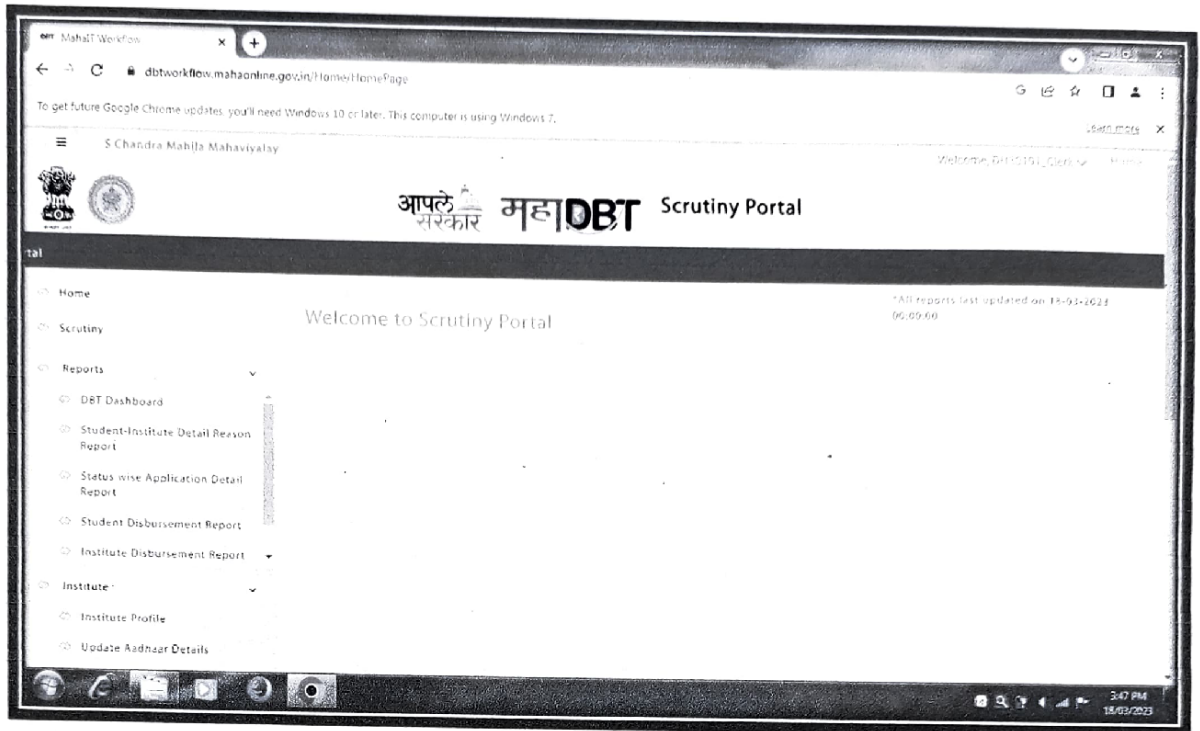 MahaIT Workflow
dbtworkflow.mahaonline.gov.in/Home/HomePage
To get future Google Chrome updates, you'll need Windows 10 or later. This computer is using Windows 7.
Learn more
S Chandra Mahila Mahaviyalay
Home
आपले सरकार महाDBT Scrutiny Portal
tal
Home
*All reports last updated on 18-03-2023
00:00:00
Welcome to Scrutiny Portal
Scrutiny
Reports
DBT Dashboard
Student-Institute Detail Reason
Report
Status wise Application Detail
Report
Student Disbursement Report
Institute Disbursement Report
Institute
Institute Profile
Update Aadhaar Details
3:47 PM
18/03/2023